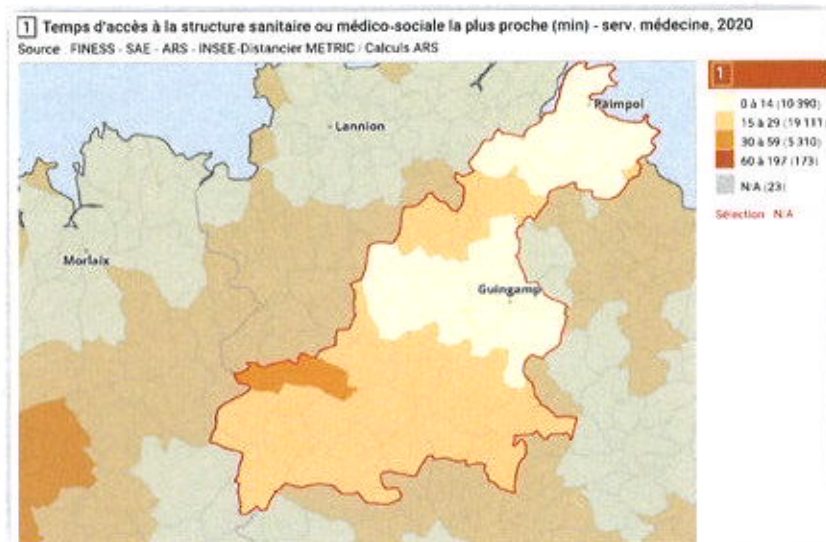 1 Temps d'accès à la structure sanitaire ou médico-sociale la plus proche (min) - serv. médecine, 2020
Source : FINESS - SAE - ARS - INSEE-Distancier METRIC / Calculs ARS
1
0 à 14 (10 390)
15 à 29 (19 111)
30 à 59 (5 310)
60 à 197 (173)
N/A (23)
Sélection : N/A
Paimpol
Lannion
Morlaix
Guingamp